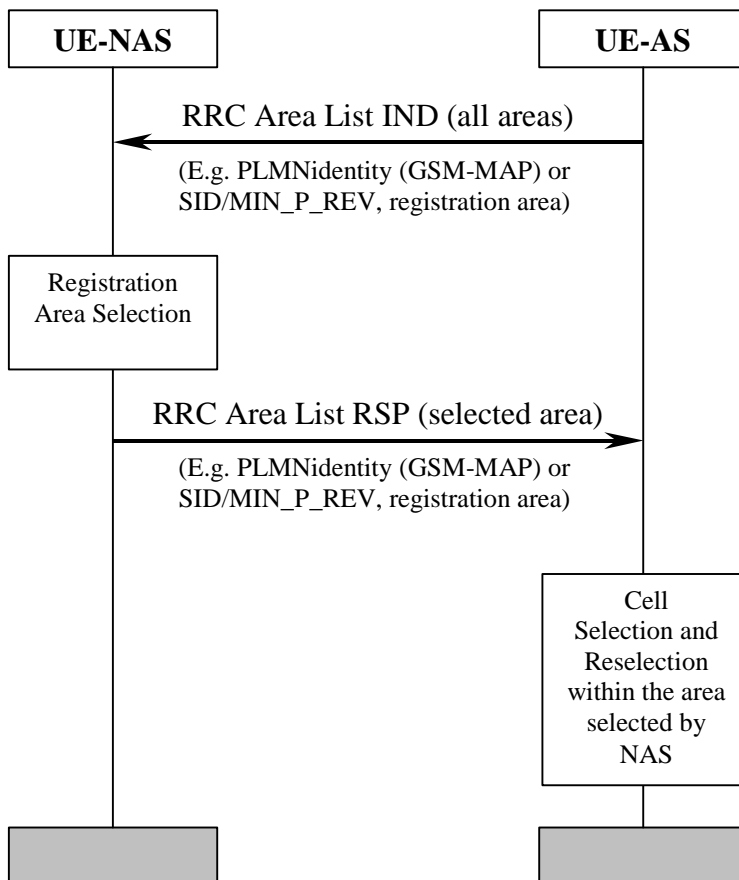 UE-NAS
UE-AS
RRC Area List IND (all areas)
(E.g. PLMNidentity (GSM-MAP) or
SID/MIN_P_REV, registration area)
Registration
Area Selection
RRC Area List RSP (selected area)
(E.g. PLMNidentity (GSM-MAP) or
SID/MIN_P_REV, registration area)
Cell
Selection and
Reselection
within the area
selected by
NAS